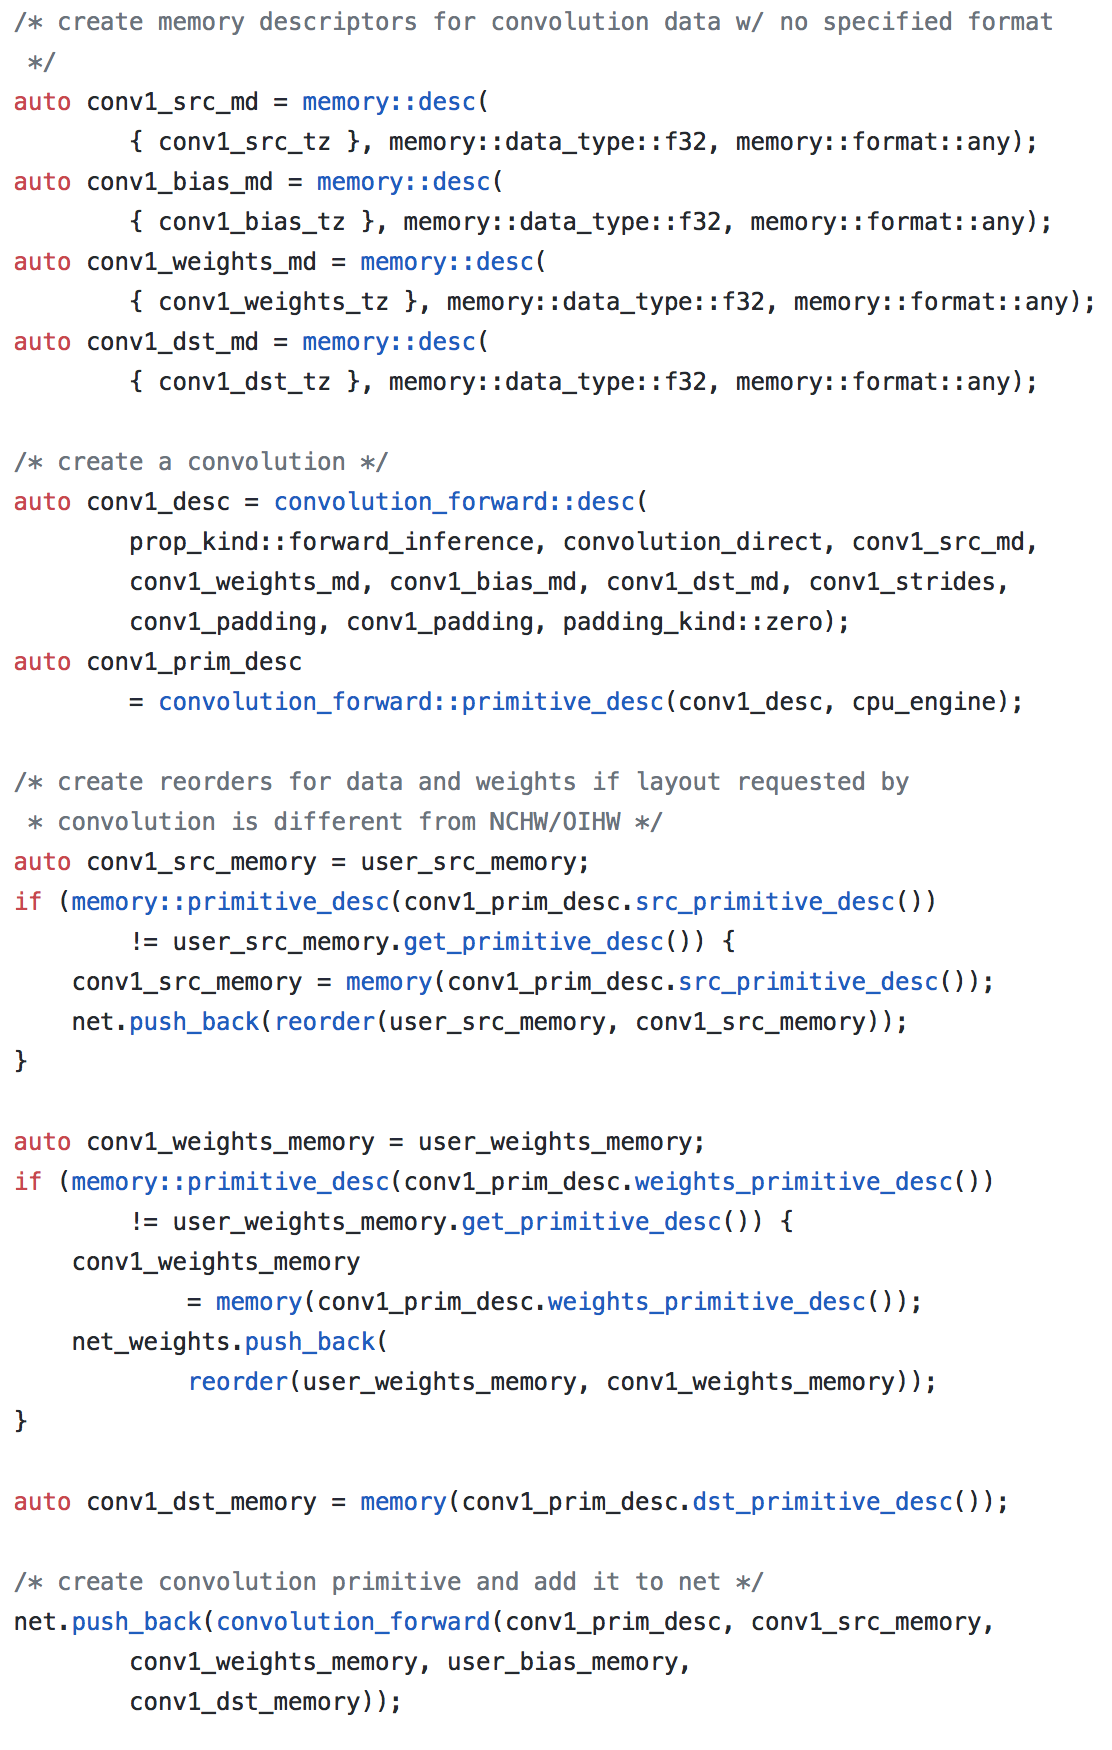 /* create memory descriptors for convolution data w/ no specified format
 */
auto conv1_src_md = memory::desc(
        { conv1_src_tz }, memory::data_type::f32, memory::format::any);
auto conv1_bias_md = memory::desc(
        { conv1_bias_tz }, memory::data_type::f32, memory::format::any);
auto conv1_weights_md = memory::desc(
        { conv1_weights_tz }, memory::data_type::f32, memory::format::any);
auto conv1_dst_md = memory::desc(
        { conv1_dst_tz }, memory::data_type::f32, memory::format::any);

/* create a convolution */
auto conv1_desc = convolution_forward::desc(
        prop_kind::forward_inference, convolution_direct, conv1_src_md,
        conv1_weights_md, conv1_bias_md, conv1_dst_md, conv1_strides,
        conv1_padding, conv1_padding, padding_kind::zero);
auto conv1_prim_desc
        = convolution_forward::primitive_desc(conv1_desc, cpu_engine);

/* create reorders for data and weights if layout requested by
 * convolution is different from NCHW/OIHW */
auto conv1_src_memory = user_src_memory;
if (memory::primitive_desc(conv1_prim_desc.src_primitive_desc())
        != user_src_memory.get_primitive_desc()) {
    conv1_src_memory = memory(conv1_prim_desc.src_primitive_desc());
    net.push_back(reorder(user_src_memory, conv1_src_memory));
}

auto conv1_weights_memory = user_weights_memory;
if (memory::primitive_desc(conv1_prim_desc.weights_primitive_desc())
        != user_weights_memory.get_primitive_desc()) {
    conv1_weights_memory
            = memory(conv1_prim_desc.weights_primitive_desc());
    net_weights.push_back(
            reorder(user_weights_memory, conv1_weights_memory));
}

auto conv1_dst_memory = memory(conv1_prim_desc.dst_primitive_desc());

/* create convolution primitive and add it to net */
net.push_back(convolution_forward(conv1_prim_desc, conv1_src_memory,
        conv1_weights_memory, user_bias_memory,
        conv1_dst_memory));